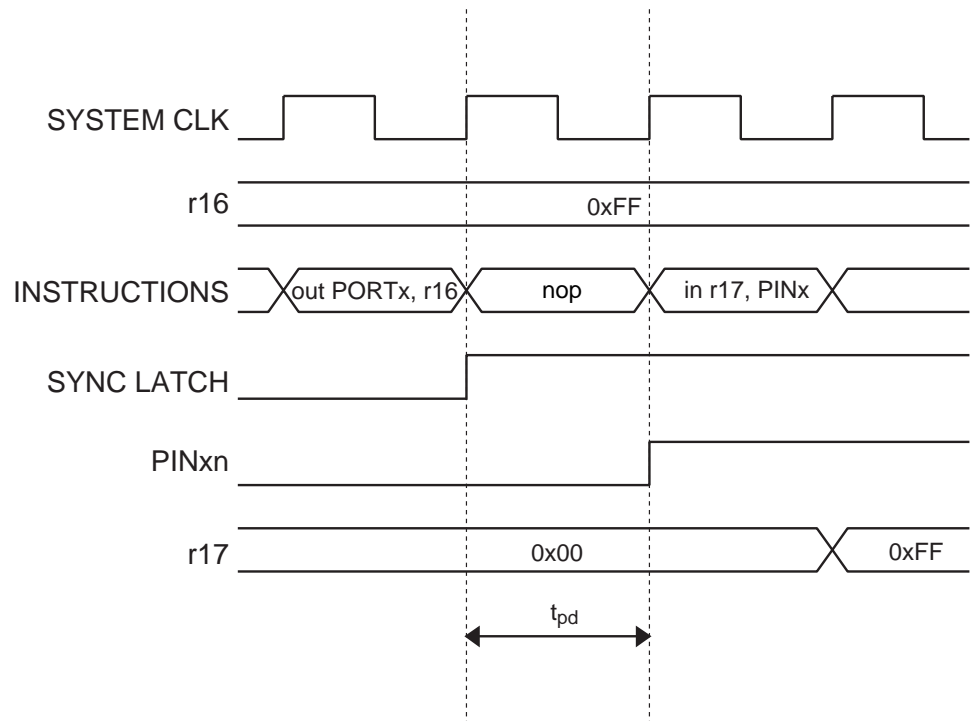 SYSTEM CLK
r16
0xFF
INSTRUCTIONS
out PORTx, r16
nop
in r17, PINx
SYNC LATCH
PINxn
r17
0x00
0xFF
tpd